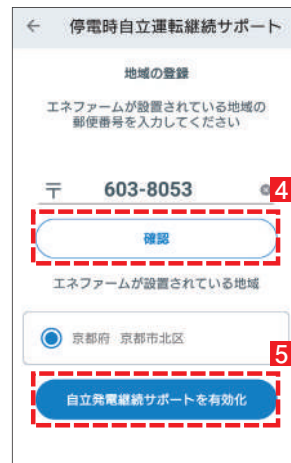 ← 停電時自立運転継続サポート
地域の登録
エネファームが設置されている地域の
郵便番号を入力してください
〒 603-8053
4
確認
エネファームが設置されている地域
京都府 京都市北区
5
自立発電継続サポートを有効化